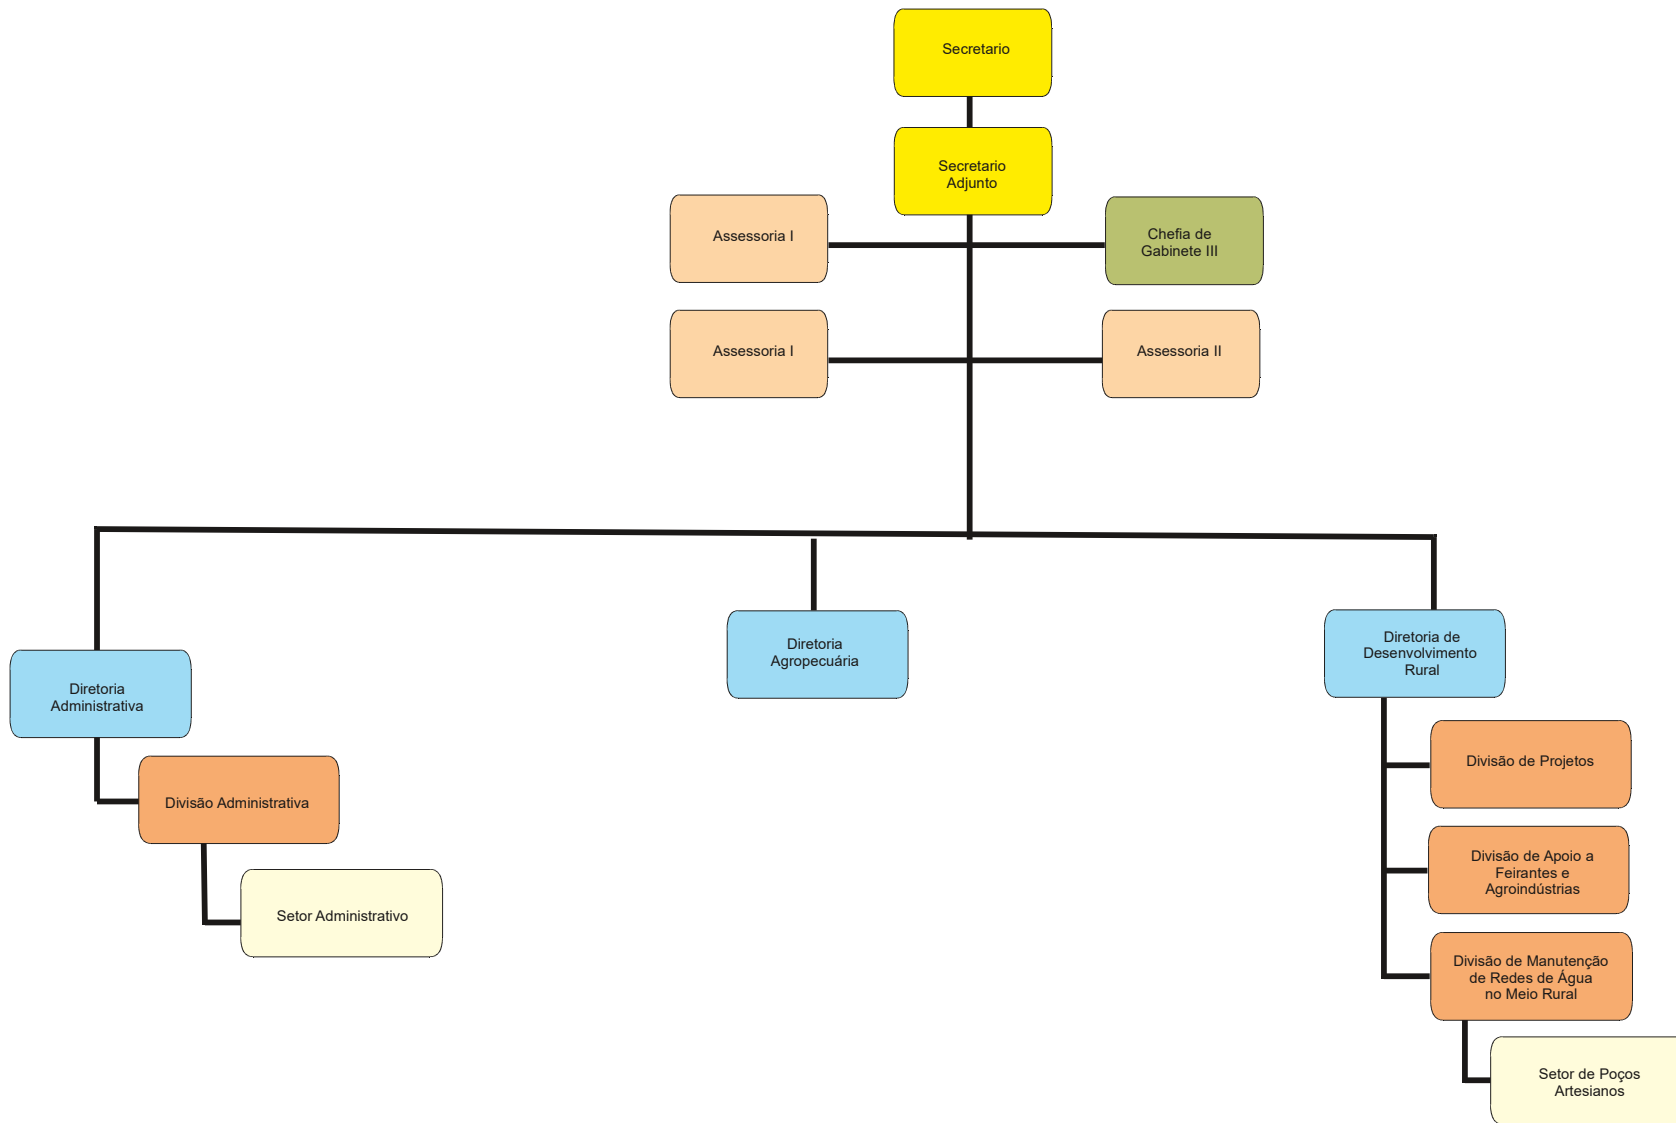 Secretario
Secretario
Adjunto
Assessoria I
Chefia de
Gabinete III
Assessoria I
Assessoria II
Diretoria
Administrativa
Diretoria
Agropecuária
Diretoria de
Desenvolvimento
Rural
Divisão Administrativa
Setor Administrativo
Divisão de Projetos
Divisão de Apoio a
Feirantes e
Agroindústrias
Divisão de Manutenção
de Redes de Água
no Meio Rural
Setor de Poços
Artesianos